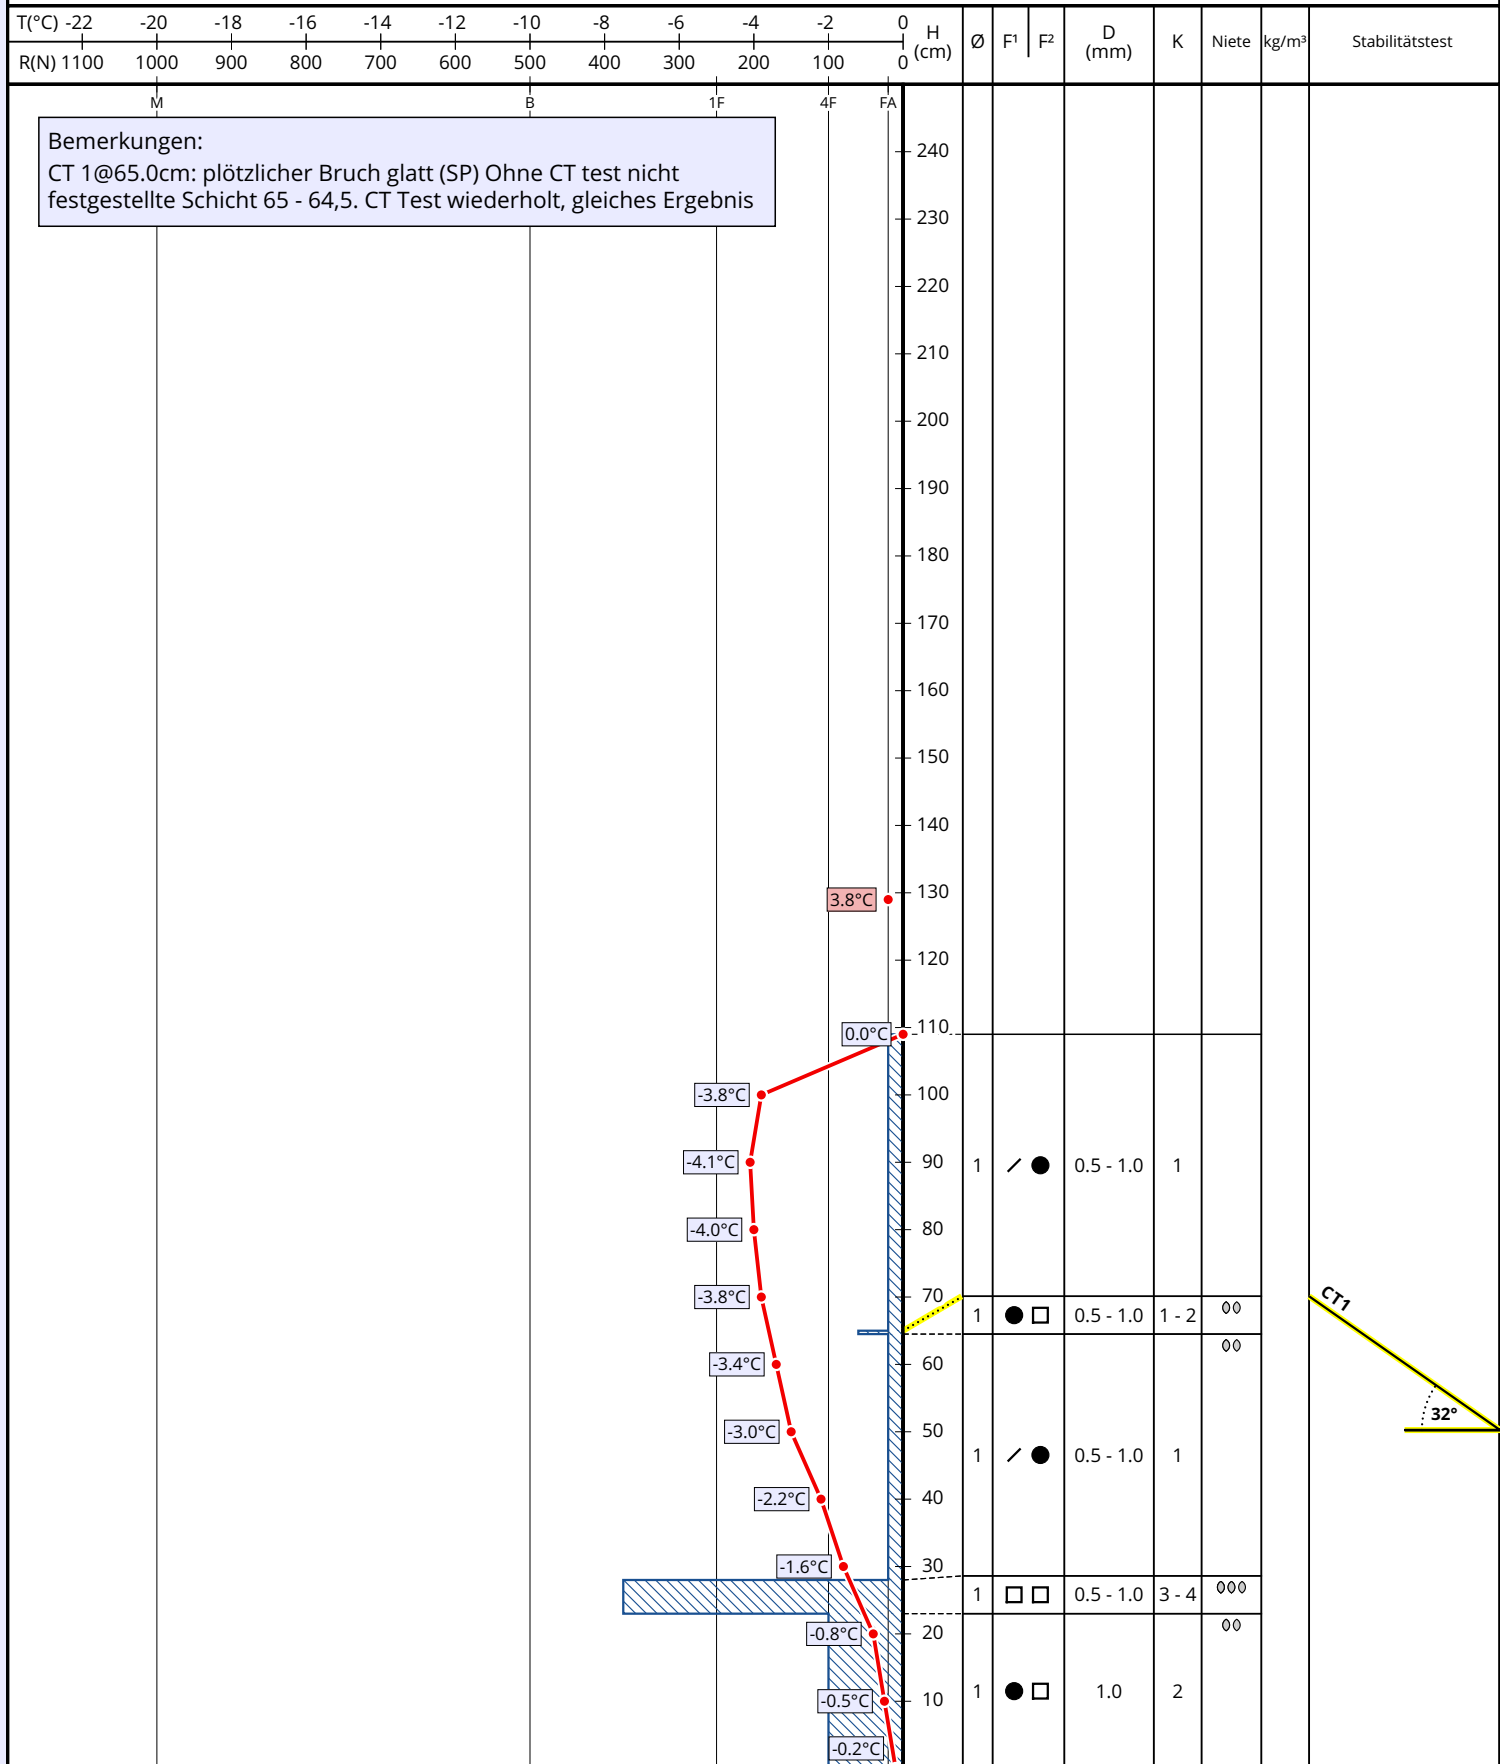 T(°C) -22 -20 -18 -16 -14 -12 -10 -8 -6 -4 -2 0
R(N) 1100 1000 900 800 700 600 500 400 300 200 100 0
H (cm) Ø F¹ F² D (mm) K Niete kg/m³ Stabilitätstest
M B 1F 4F FA
Bemerkungen:
CT 1@65.0cm: plötzlicher Bruch glatt (SP) Ohne CT test nicht
festgestellte Schicht 65 - 64,5. CT Test wiederholt, gleiches Ergebnis
240
230
220
210
200
190
180
170
160
150
140
130
3.8°C
120
110
0.0°C
-3.8°C 100
-4.1°C 90 1 0.5 - 1.0 1
-4.0°C 80
-3.8°C 70
CT1
1 0.5 - 1.0 1 - 2
-3.4°C 60
32°
-3.0°C 50
1 0.5 - 1.0 1
-2.2°C 40
-1.6°C 30
1 0.5 - 1.0 3 - 4
-0.8°C 20
-0.5°C 10 1 1.0 2
-0.2°C